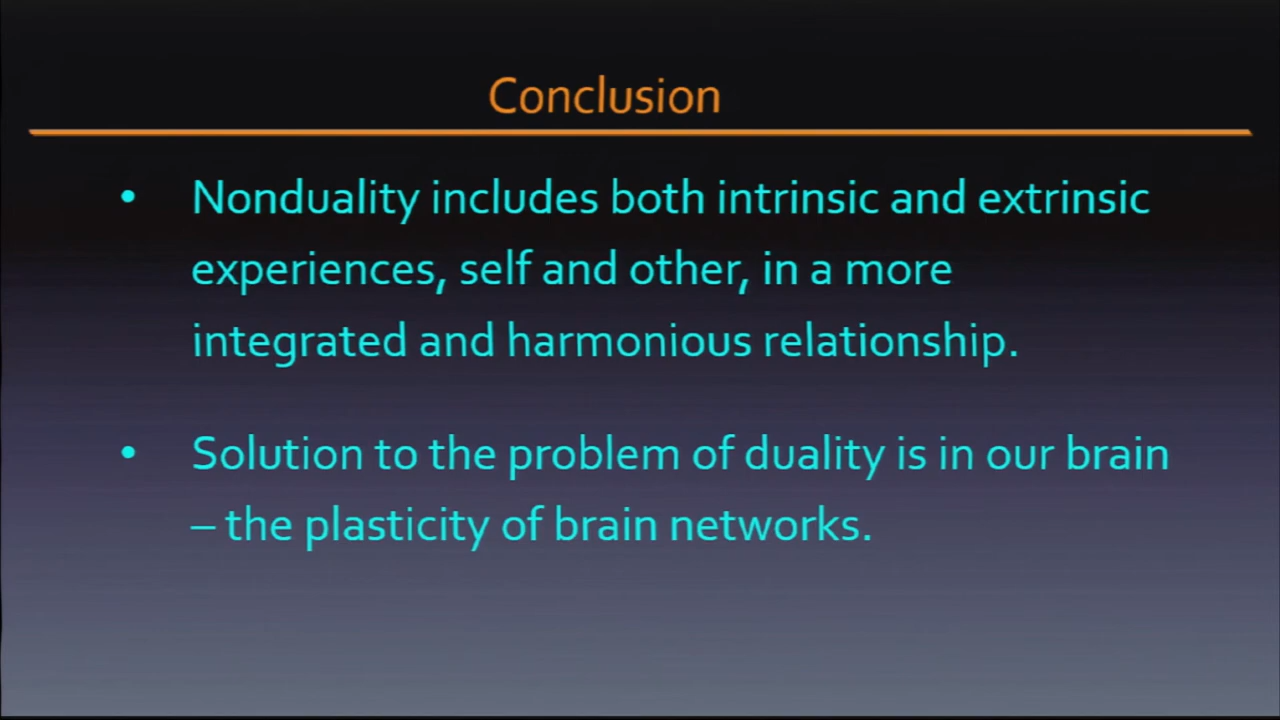 Conclusion
• Nonduality includes both intrinsic and extrinsic
experiences, self and other, in a more
integrated and harmonious relationship.
• Solution to the problem of duality is in our brain
– the plasticity of brain networks.